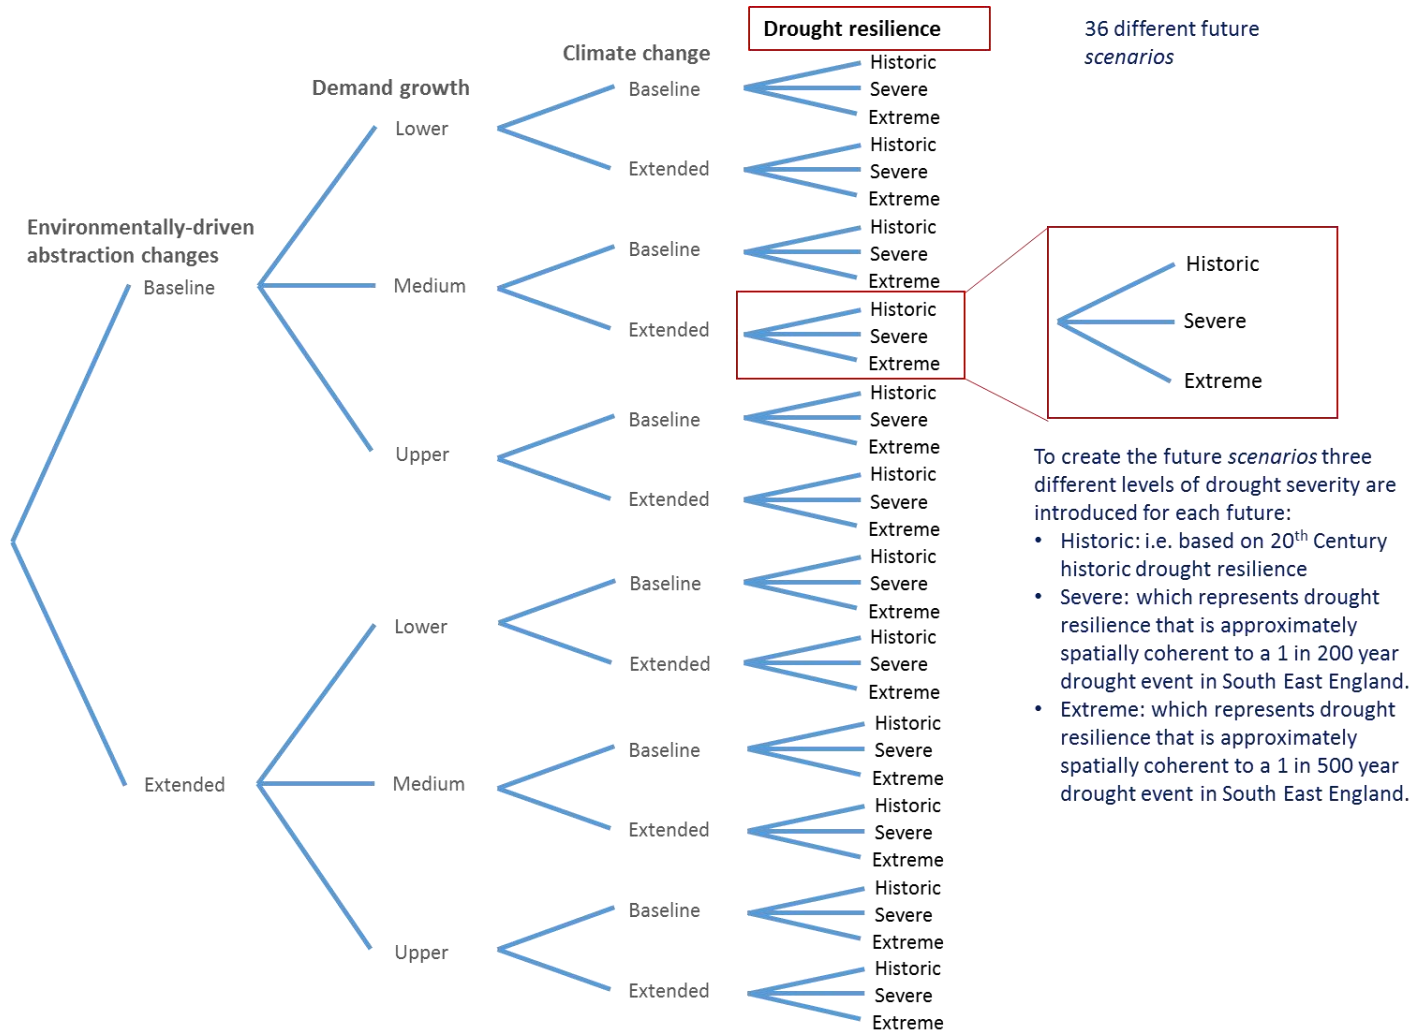 Drought resilience
36 different future
scenarios
Climate change
Demand growth
Environmentally-driven
abstraction changes
Baseline
Lower
Baseline
Historic
Severe
Extreme
Extended
Historic
Severe
Extreme
Medium
Baseline
Historic
Severe
Extreme
Extended
Historic
Severe
Extreme
Upper
Baseline
Historic
Severe
Extreme
Extended
Historic
Severe
Extreme
Extended
Lower
Baseline
Historic
Severe
Extreme
Extended
Historic
Severe
Extreme
Medium
Baseline
Historic
Severe
Extreme
Extended
Historic
Severe
Extreme
Upper
Baseline
Historic
Severe
Extreme
Extended
Historic
Severe
Extreme
Historic
Severe
Extreme
To create the future scenarios three
different levels of drought severity are
introduced for each future:
• Historic: i.e. based on 20th Century
historic drought resilience
• Severe: which represents drought
resilience that is approximately
spatially coherent to a 1 in 200 year
drought event in South East England.
• Extreme: which represents drought
resilience that is approximately
spatially coherent to a 1 in 500 year
drought event in South East England.